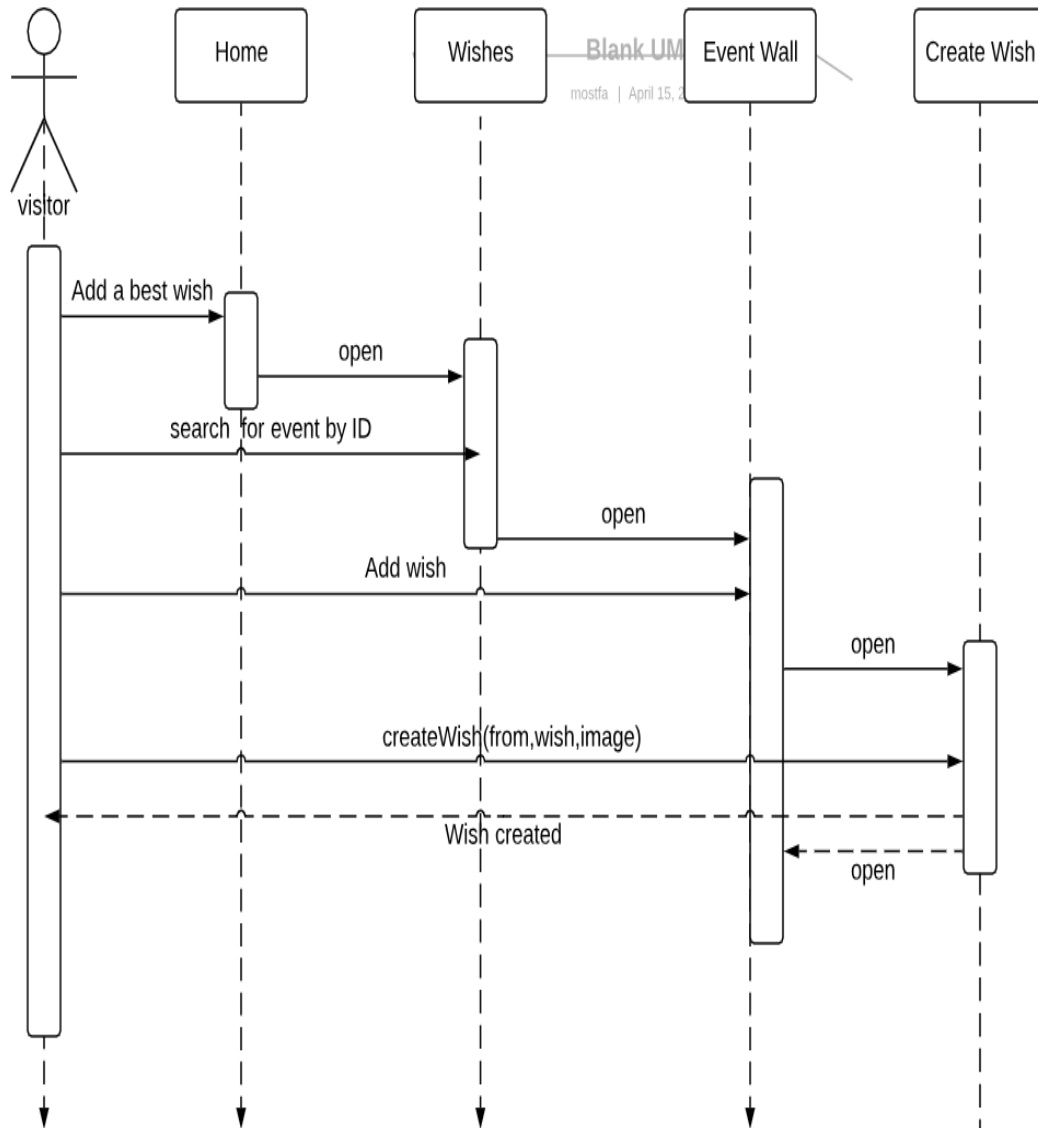 Home
Wishes
Blank UM
Event Wall
Create Wish
mostfa | April 15, 2
visitor
Add a best wish
open
search for event by ID
open
Add wish
open
createWish(from,wish,image)
Wish created
open